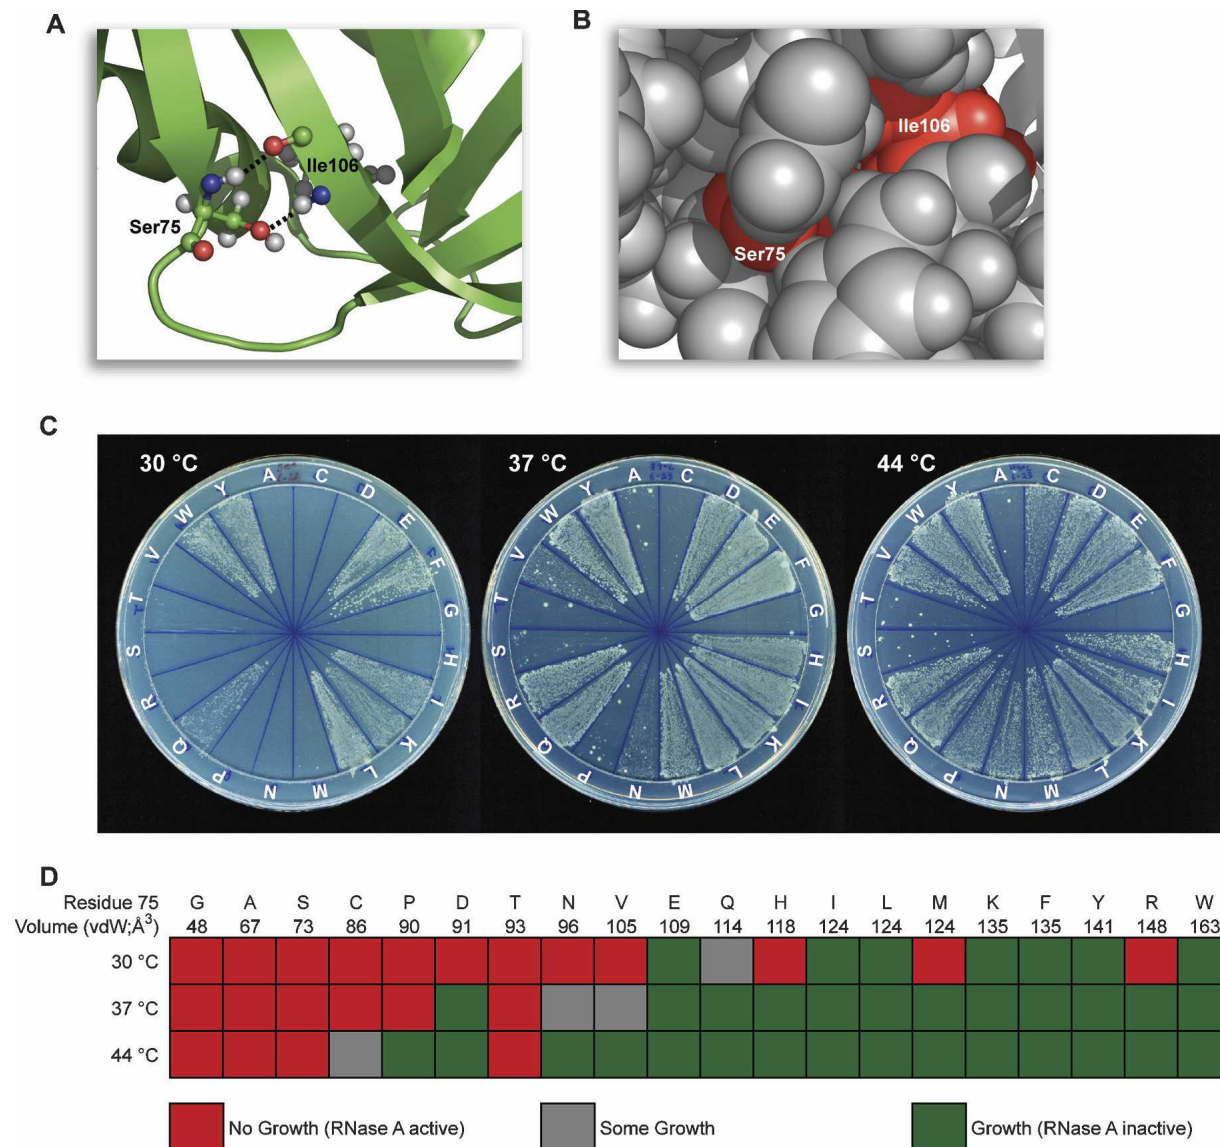 A
B
Ile106
Ser75
Ile106
Ser75
C
30 °C
37 °C
44 °C
A C D E F G H I K L M N P Q R S T V W Y
A C D E F G H I K L M N P Q R S T V W Y
A C D E F G H I K L M N P Q R S T V W Y
D
Residue 75 G A S C P D T N V E Q H I L M K F Y R W
Volume (vdW;Å³) 48 67 73 86 90 91 93 96 105 109 114 118 124 124 124 135 135 141 148 163
30 °C
37 °C
44 °C
No Growth (RNase A active) Some Growth Growth (RNase A inactive)